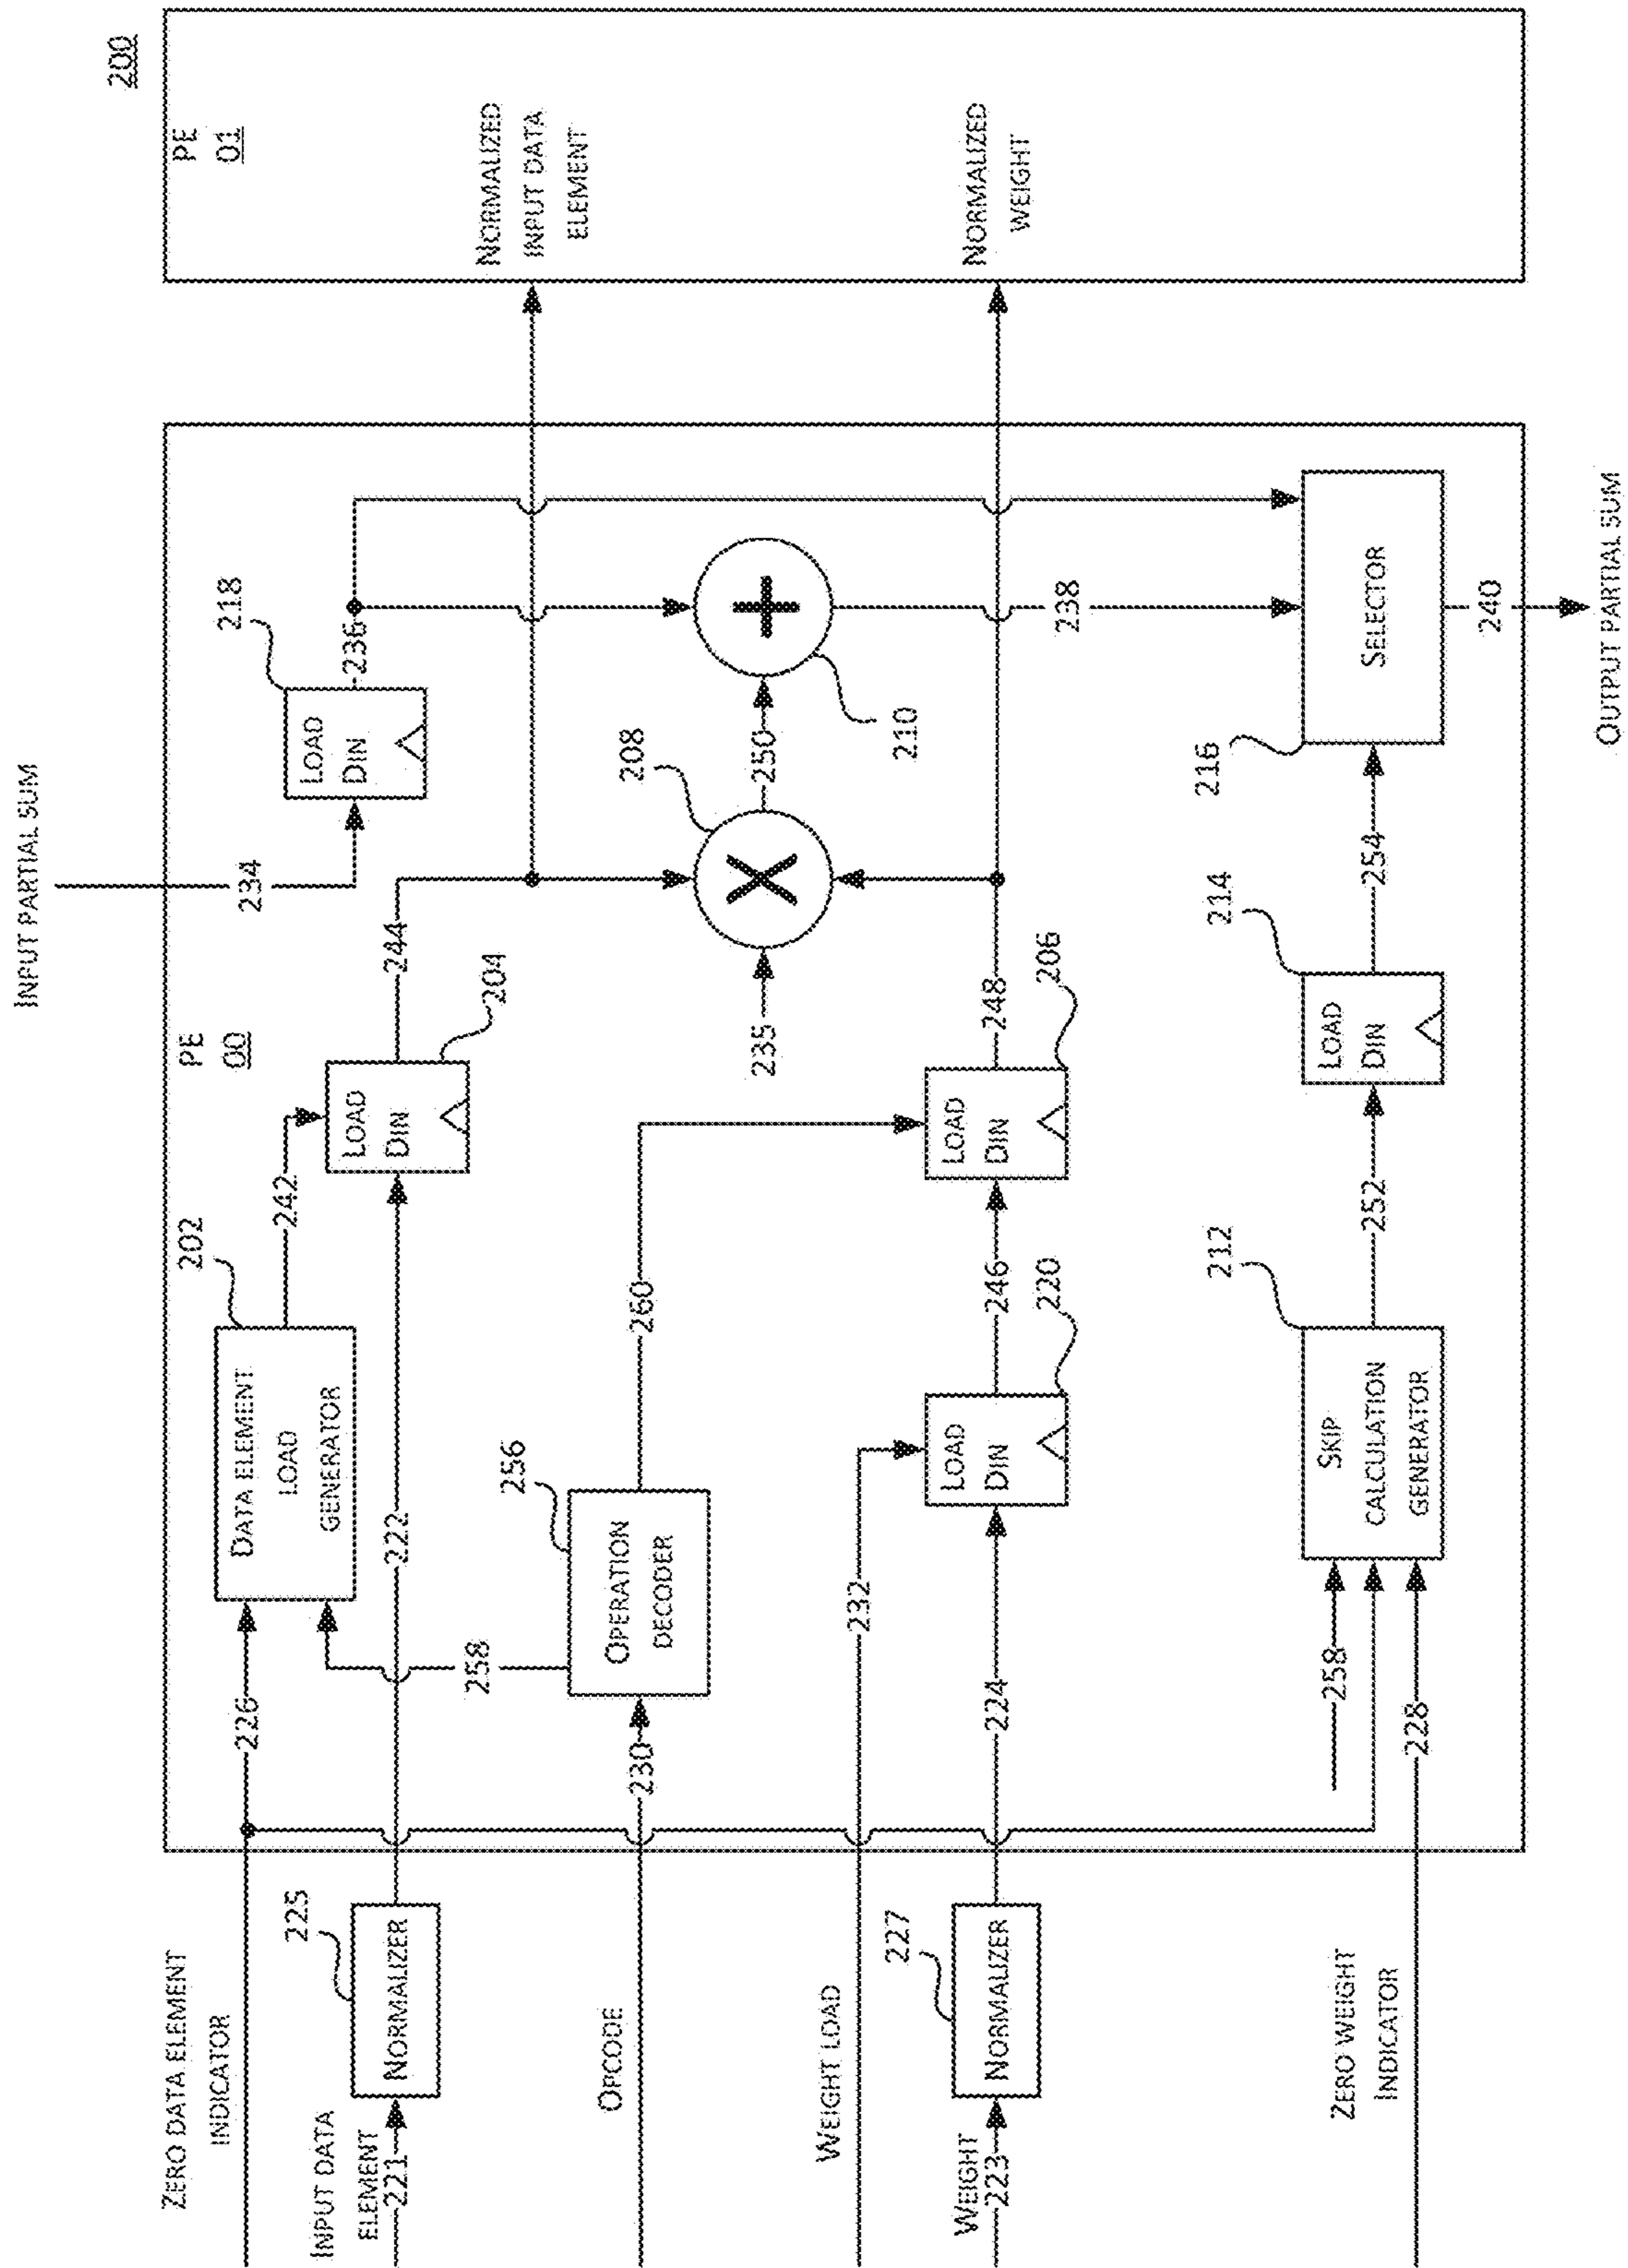 200
INPUT PARTIAL SUM
PE
00
PE
01
ZERO DATA ELEMENT
INDICATOR
226
DATA ELEMENT
LOAD
GENERATOR
202
242
234
LOAD
DIN
218
236
INPUT DATA
ELEMENT
221
NORMALIZER
225
222
LOAD
DIN
204
244
NORMALIZED
INPUT DATA
ELEMENT
258
OPCODE
230
OPERATION
DECODER
256
260
235
208
250
210
WEIGHT LOAD
232
WEIGHT
223
NORMALIZER
227
224
LOAD
DIN
220
246
LOAD
DIN
206
248
238
NORMALIZED
WEIGHT
ZERO WEIGHT
INDICATOR
258
228
SKIP
CALCULATION
GENERATOR
212
252
LOAD
DIN
214
254
216
SELECTOR
240
OUTPUT PARTIAL SUM